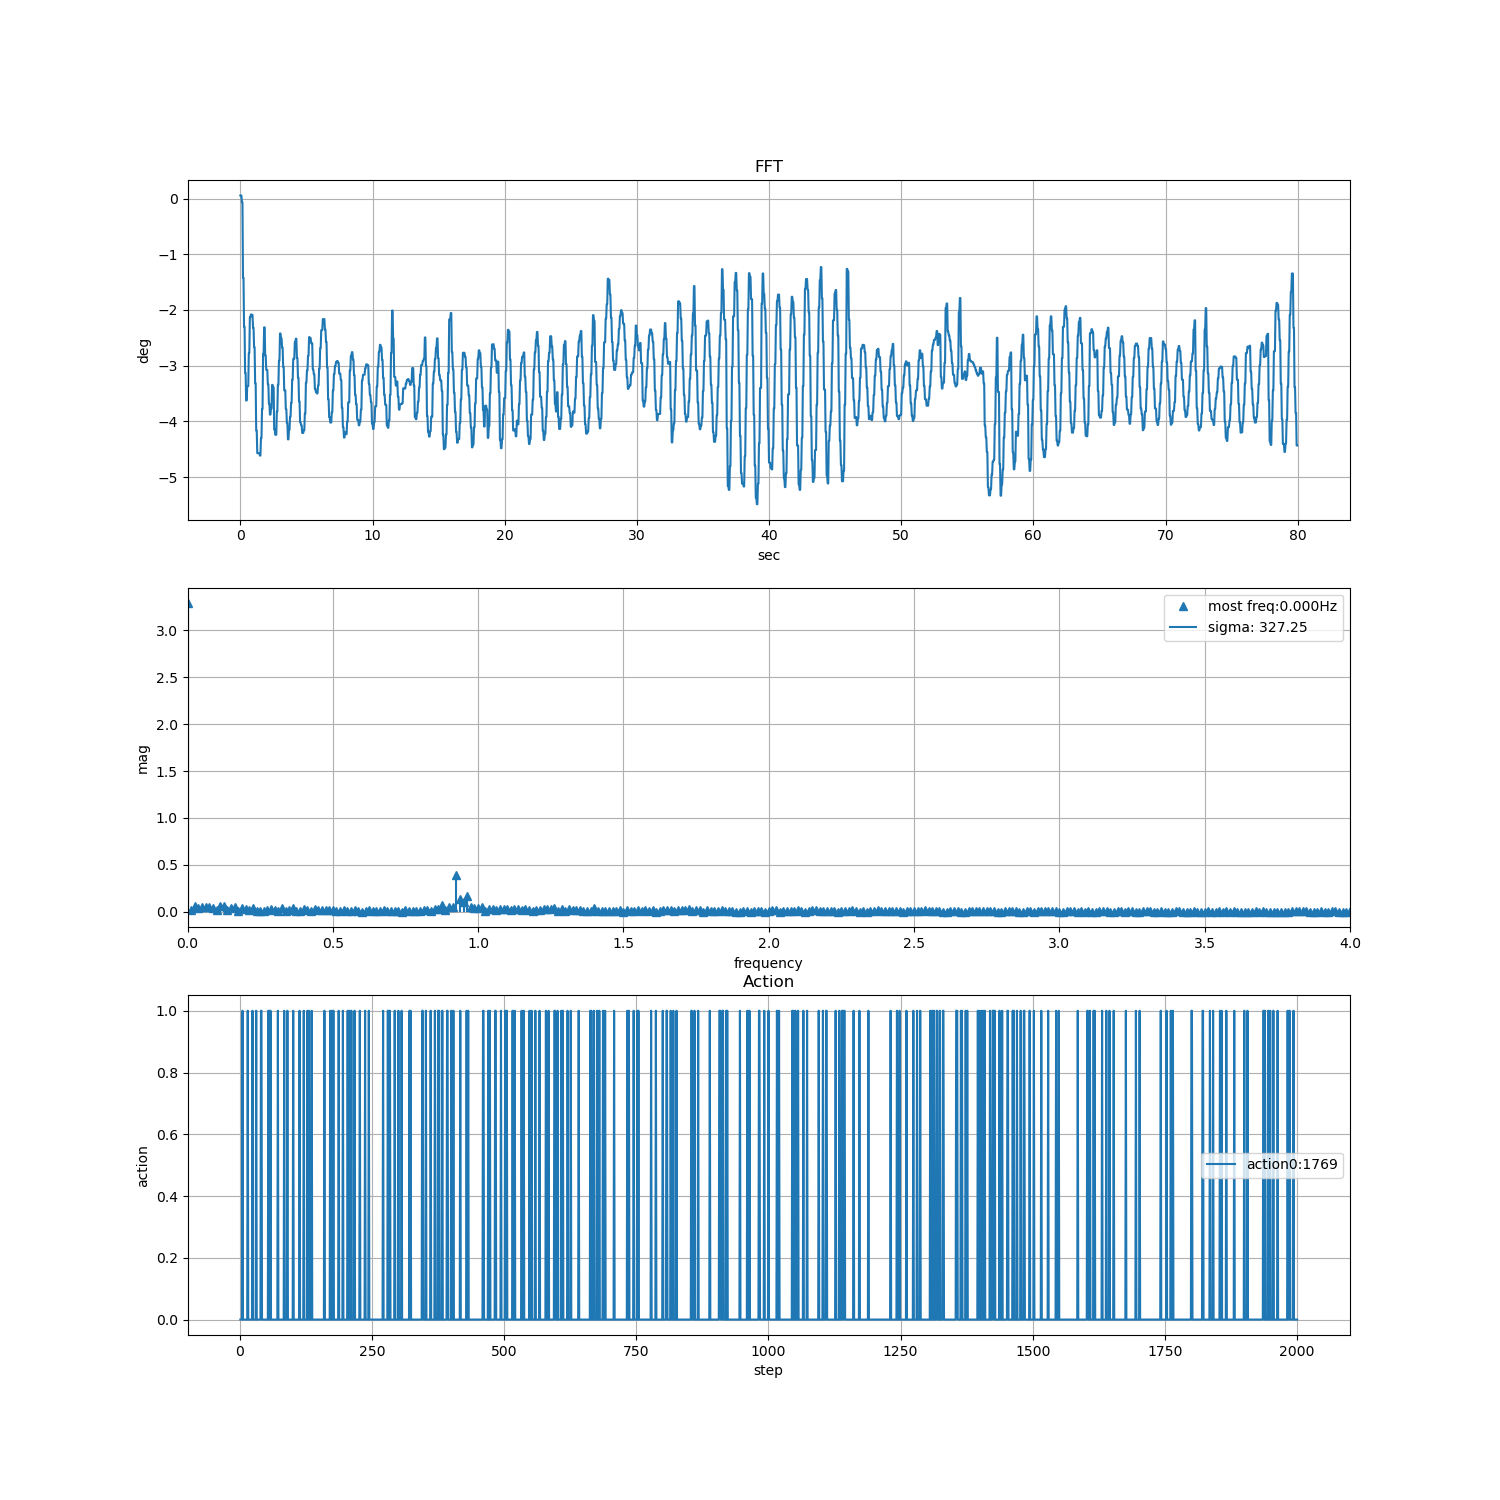 FFT
0
−1
−2
−3
−4
−5
deg
0 10 20 30 40 50 60 70 80
sec
most freq:0.000Hz
sigma: 327.25
3.0
2.5
2.0
1.5
1.0
0.5
0.0
mag
0.0 0.5 1.0 1.5 2.0 2.5 3.0 3.5 4.0
frequency
Action
1.0
0.8
0.6
0.4
0.2
0.0
action
action0:1769
0 250 500 750 1000 1250 1500 1750 2000
step